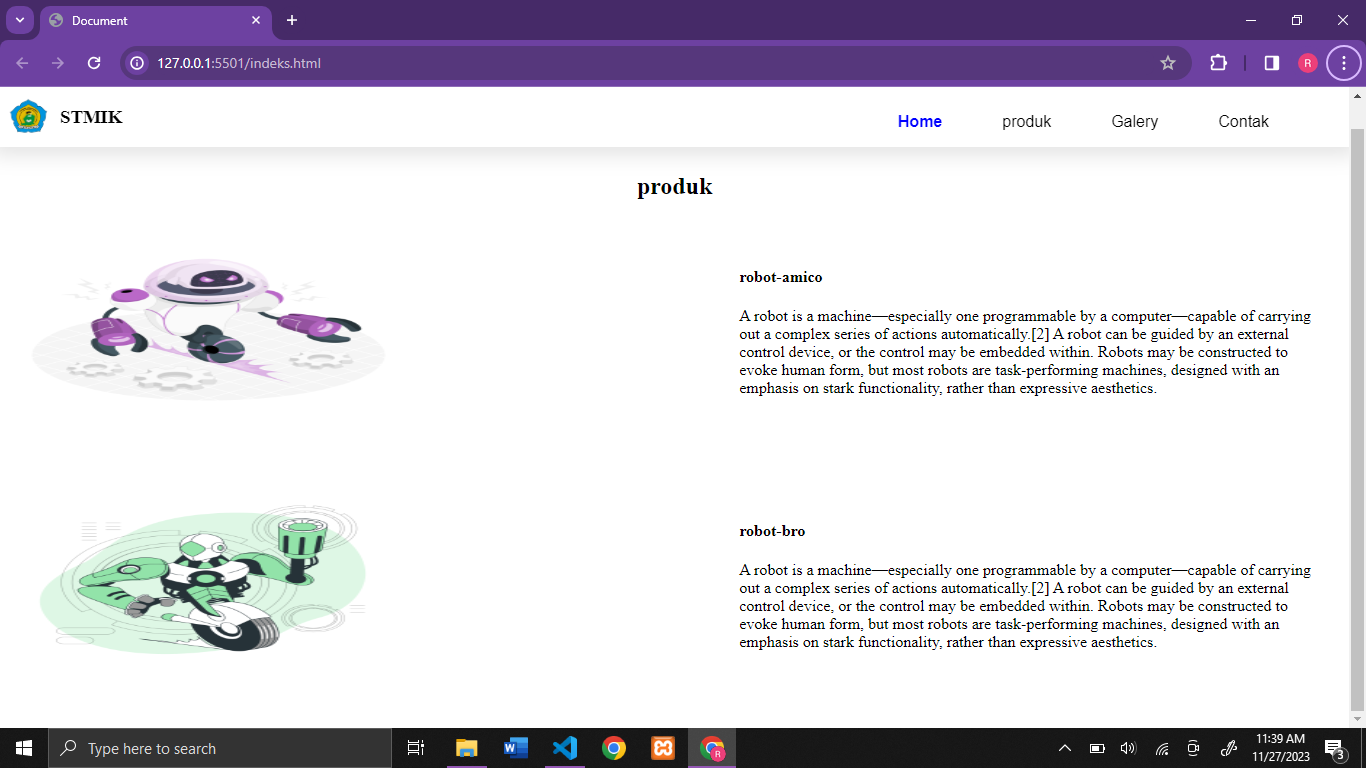 Document
127.0.0.1:5501/indeks.html
R
STMIK
Home produk Galery Contak
produk
robot-amico
A robot is a machine—especially one programmable by a computer—capable of carrying
out a complex series of actions automatically.[2] A robot can be guided by an external
control device, or the control may be embedded within. Robots may be constructed to
evoke human form, but most robots are task-performing machines, designed with an
emphasis on stark functionality, rather than expressive aesthetics.
robot-bro
A robot is a machine—especially one programmable by a computer—capable of carrying
out a complex series of actions automatically.[2] A robot can be guided by an external
control device, or the control may be embedded within. Robots may be constructed to
evoke human form, but most robots are task-performing machines, designed with an
emphasis on stark functionality, rather than expressive aesthetics.
Type here to search
W
R
11:39 AM
11/27/2023
3